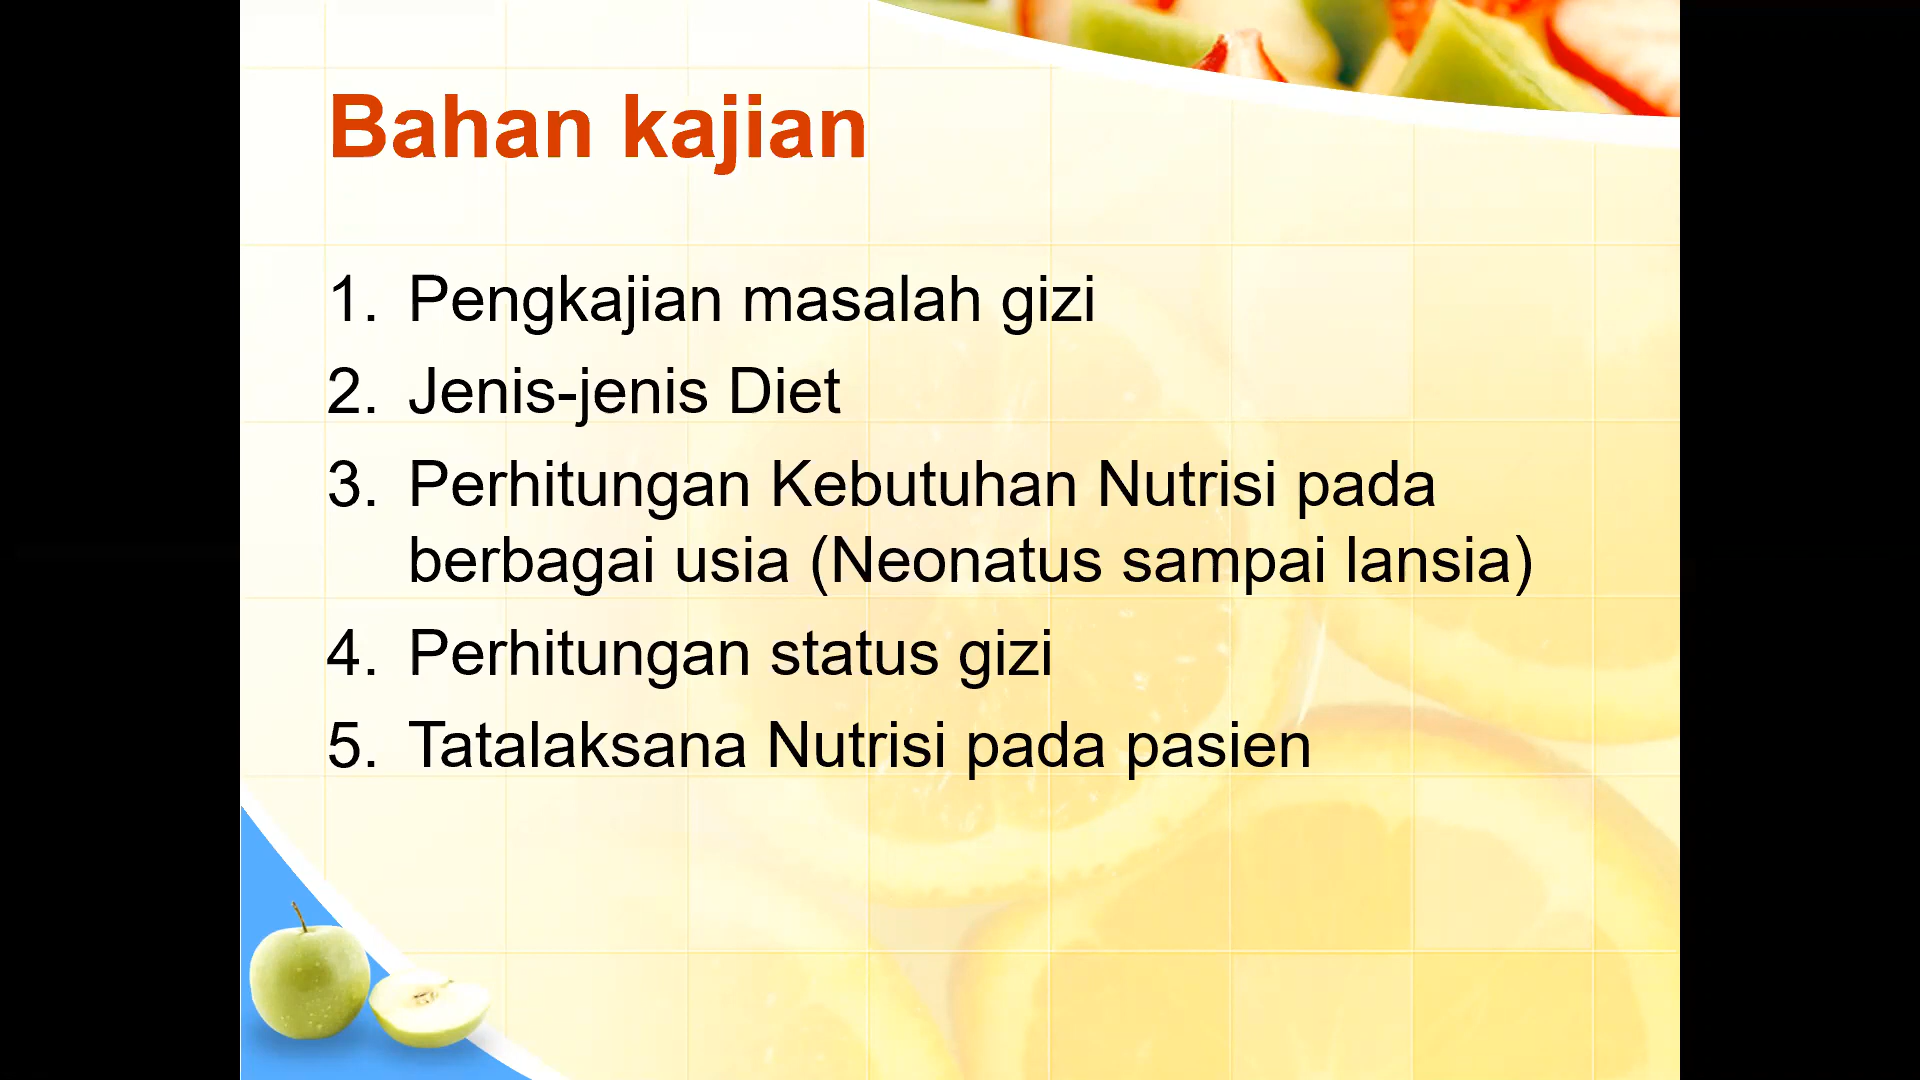 Bahan kajian
1. Pengkajian masalah gizi
2. Jenis-jenis Diet
3. Perhitungan Kebutuhan Nutrisi pada
berbagai usia (Neonatus sampai lansia)
4. Perhitungan status gizi
5. Tatalaksana Nutrisi pada pasien